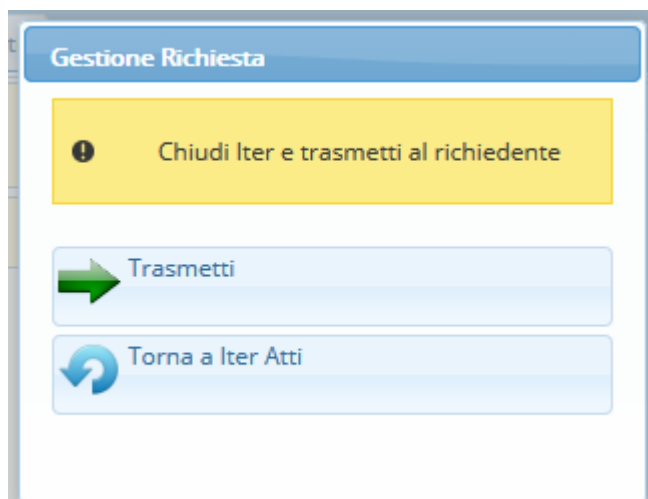 Gestione Richiesta
Chiudi Iter e trasmetti al richiedente
Trasmetti
Torna a Iter Atti